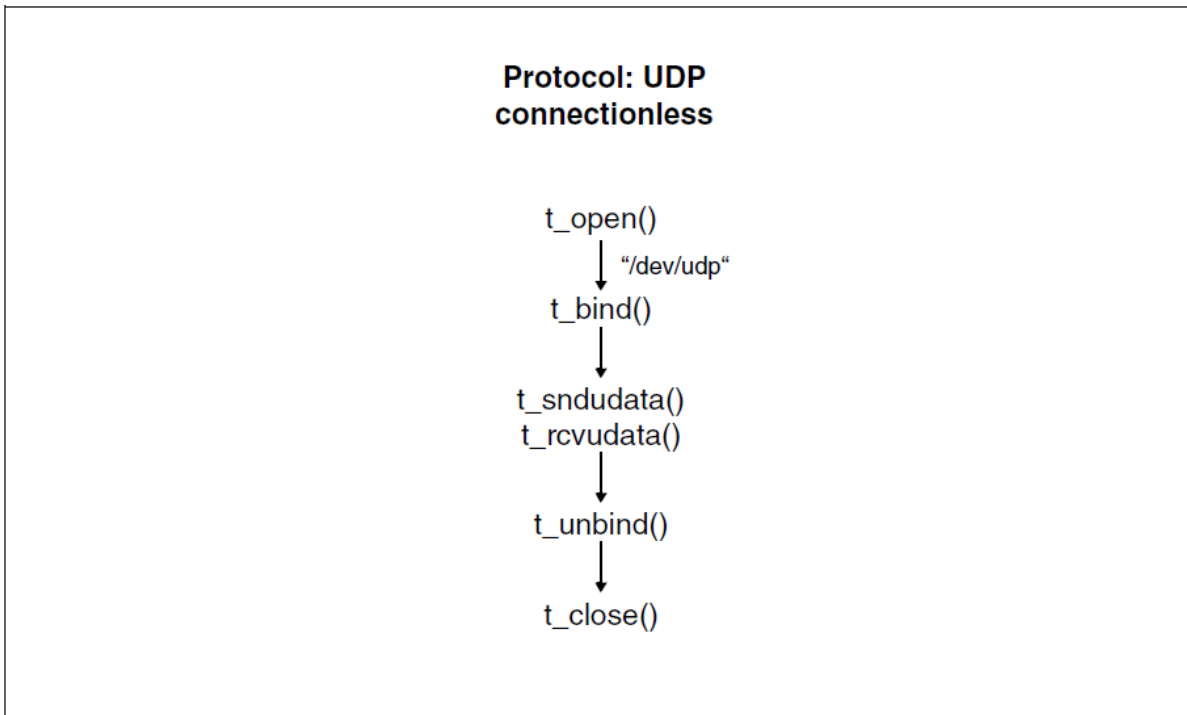 Protocol: UDP
connectionless
t_open()
“/dev/udp“
t_bind()
t_sndudata()
t_rcvudata()
t_unbind()
t_close()